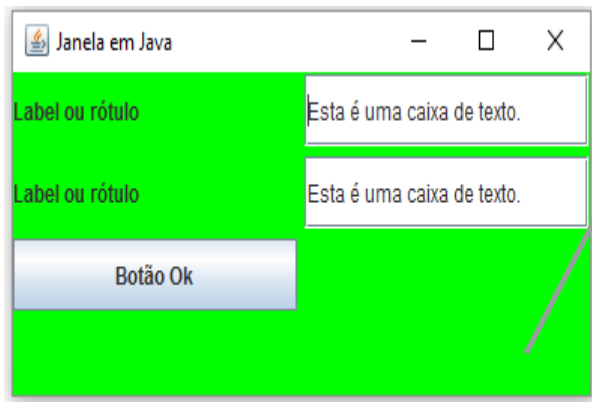 Janela em Java
Label ou rótulo
Esta é uma caixa de texto.
Label ou rótulo
Esta é uma caixa de texto.
Botão Ok